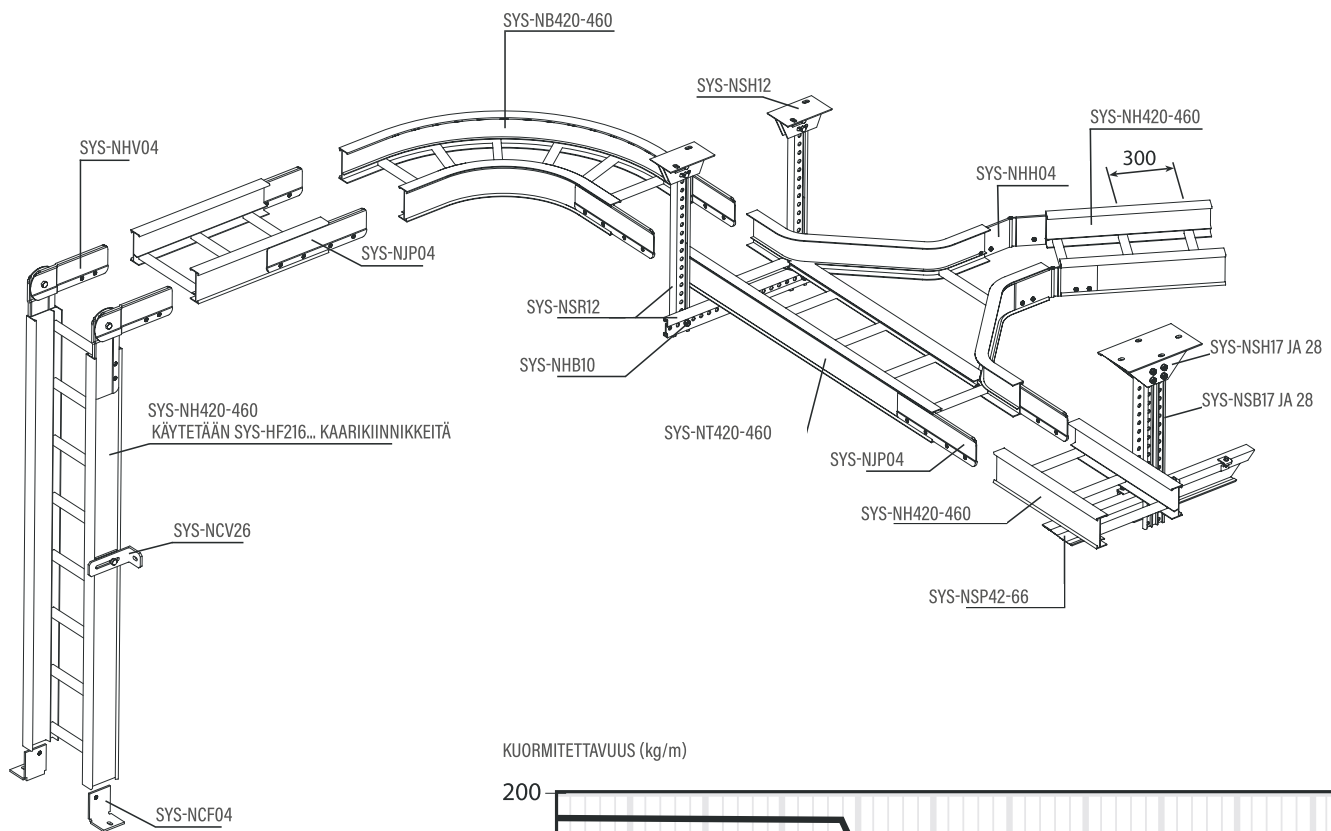 SYS-NB420-460
SYS-NSH12
SYS-NH420-460
SYS-NHV04
300
SYS-NHH04
SYS-NJP04
SYS-NSR12
SYS-NHB10
SYS-NSH17 JA 28
SYS-NSB17 JA 28
SYS-NH420-460
KÄYTETÄÄN SYS-HF216... KAARIKIINNIKKEITÄ
SYS-NT420-460
SYS-NJP04
SYS-NH420-460
SYS-NCV26
SYS-NSP42-66
KUORMITETTAVUUS (kg/m)
200
SYS-NCF04